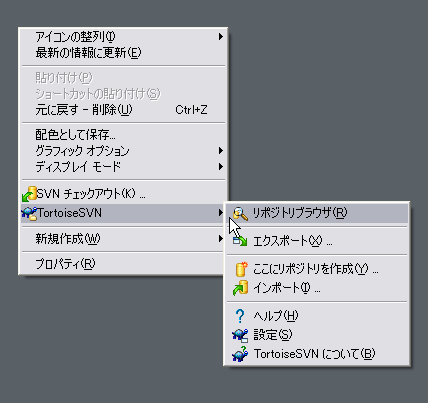 アイコンの整列(I)
最新の情報に更新(E)
貼り付け(P)
ショートカットの貼り付け(S)
元に戻す - 削除(U) Ctrl+Z
配色として保存...
グラフィック オプション
ディスプレイ モード
SVN チェックアウト(K) ...
TortoiseSVN
新規作成(W)
プロパティ(R)
リポジトリブラウザ(R)
エクスポート(X) ...
ここにリポジトリを作成(Y) ...
インポート(I) ...
ヘルプ(H)
設定(S)
TortoiseSVN について(B)